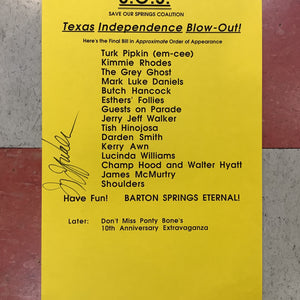 S.O.S.
SAVE OUR SPRINGS COALITION
Texas Independence Blow-Out!
Here's the Final Bill in Approximate Order of Appearance
Turk Pipkin (em-cee)
Kimmie Rhodes
The Grey Ghost
Mark Luke Daniels
Butch Hancock
Esthers' Follies
Guests on Parade
Jerry Jeff Walker
Tish Hinojosa
Darden Smith
Kerry Awn
Lucinda Williams
Champ Hood and Walter Hyatt
James McMurtry
Shoulders
Have Fun! BARTON SPRINGS ETERNAL!
Later: Don't Miss Ponty Bone's
10th Anniversary Extravaganza